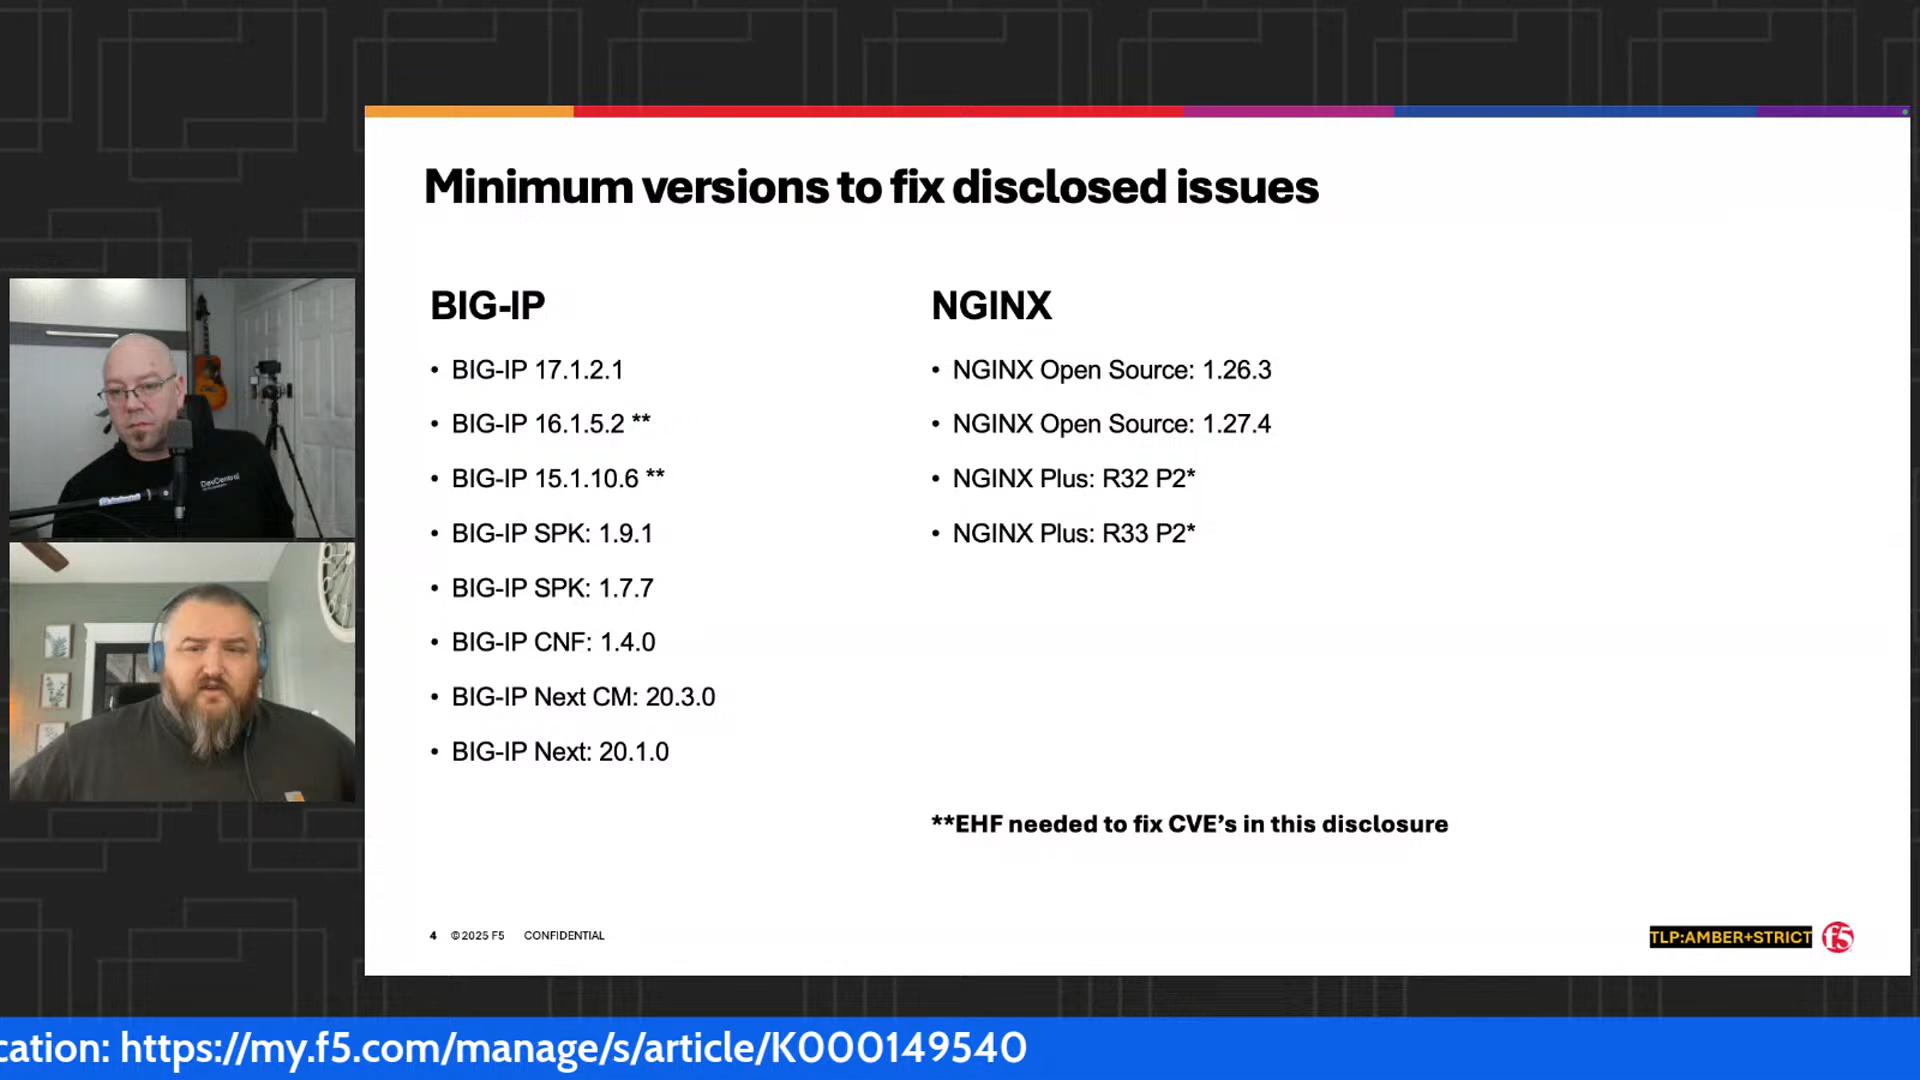 Minimum versions to fix disclosed issues
BIG-IP
• BIG-IP 17.1.2.1
• BIG-IP 16.1.5.2 **
• BIG-IP 15.1.10.6 **
• BIG-IP SPK: 1.9.1
• BIG-IP SPK: 1.7.7
• BIG-IP CNF: 1.4.0
• BIG-IP Next CM: 20.3.0
• BIG-IP Next: 20.1.0
NGINX
• NGINX Open Source: 1.26.3
• NGINX Open Source: 1.27.4
• NGINX Plus: R32 P2*
• NGINX Plus: R33 P2*
**EHF needed to fix CVE’s in this disclosure
4 © 2025 F5 CONFIDENTIAL
TLP:AMBER+STRICT
f5
DevCentral
cation: https://my.f5.com/manage/s/article/K000149540